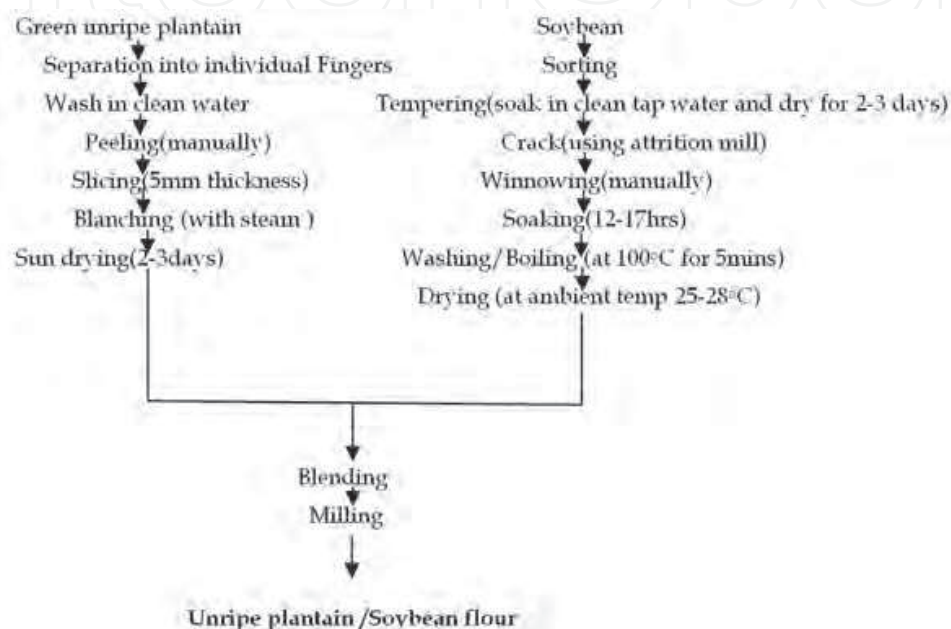 Green unripe plantain
Separation into individual Fingers
Wash in clean water
Peeling(manually)
Slicing(5mm thickness)
Blanching (with steam )
Sun drying(2-3days)
Soybean
Sorting
Tempering(soak in clean tap water and dry for 2-3 days)
Crack(using attrition mill)
Winnowing(manually)
Soaking(12-17hrs)
Washing/Boiling (at 100°C for 5mins)
Drying (at ambient temp 25-28°C)
Blending
Milling
Unripe plantain /Soybean flour